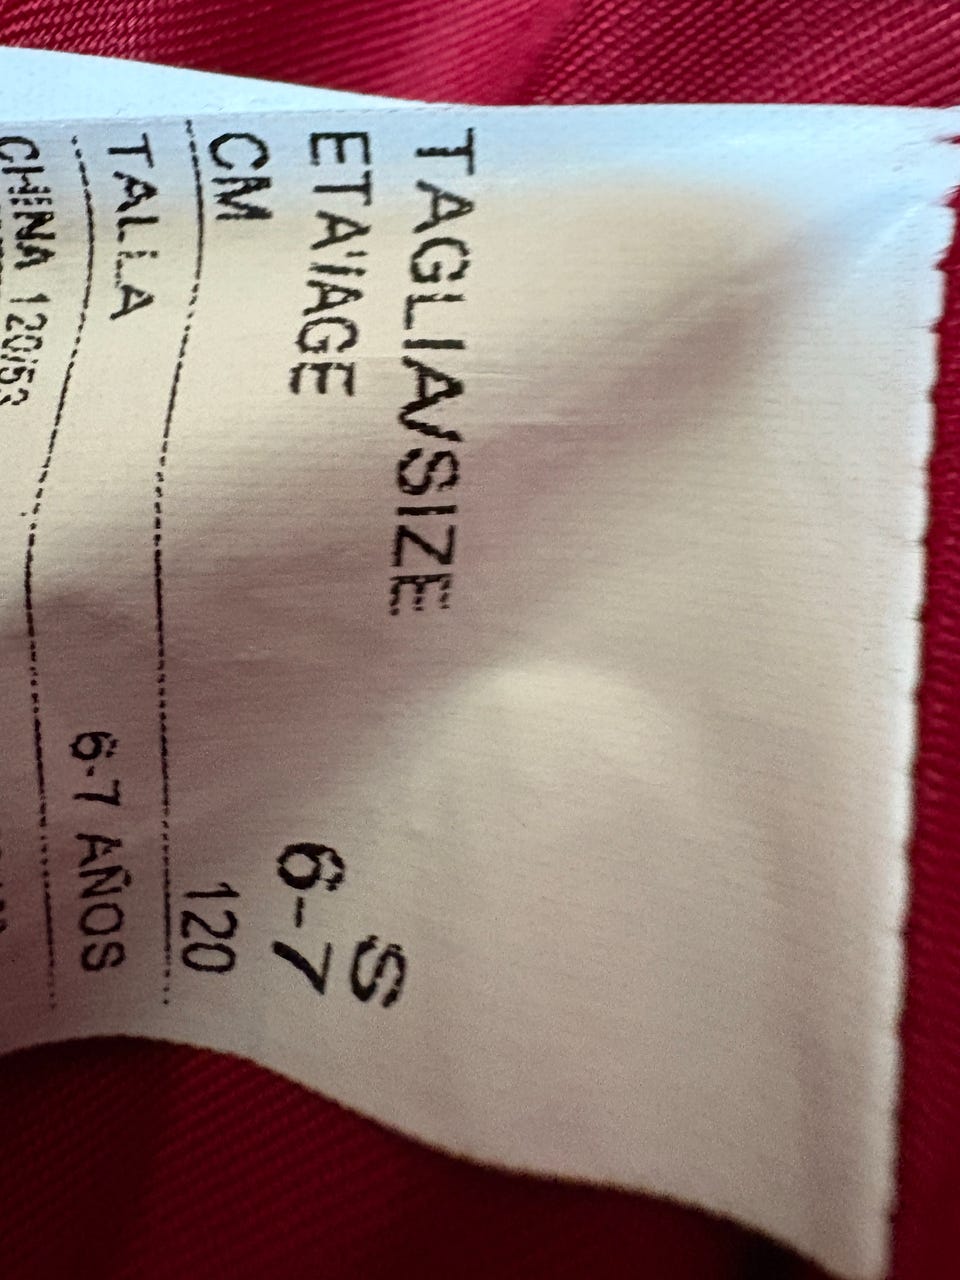 TAGLIA/SIZE S
ETA'/AGE 6-7
CM 120
TALLA 6-7 AÑOS
CHINA 120/53